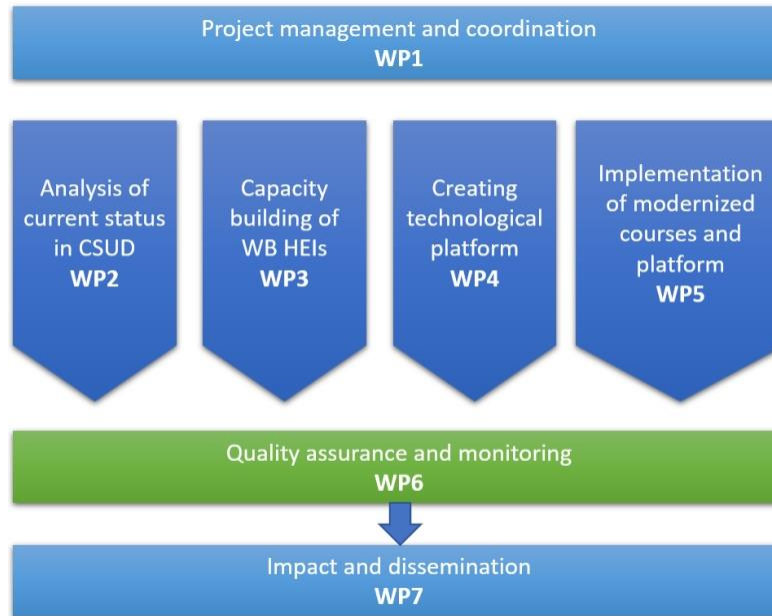 Project management and coordination
WP1
Analysis of
current status
in CSUD
WP2
Capacity
building of
WB HEIs
WP3
Creating
technological
platform
WP4
Implementation
of modernized
courses and
platform
WP5
Quality assurance and monitoring
WP6
Impact and dissemination
WP7